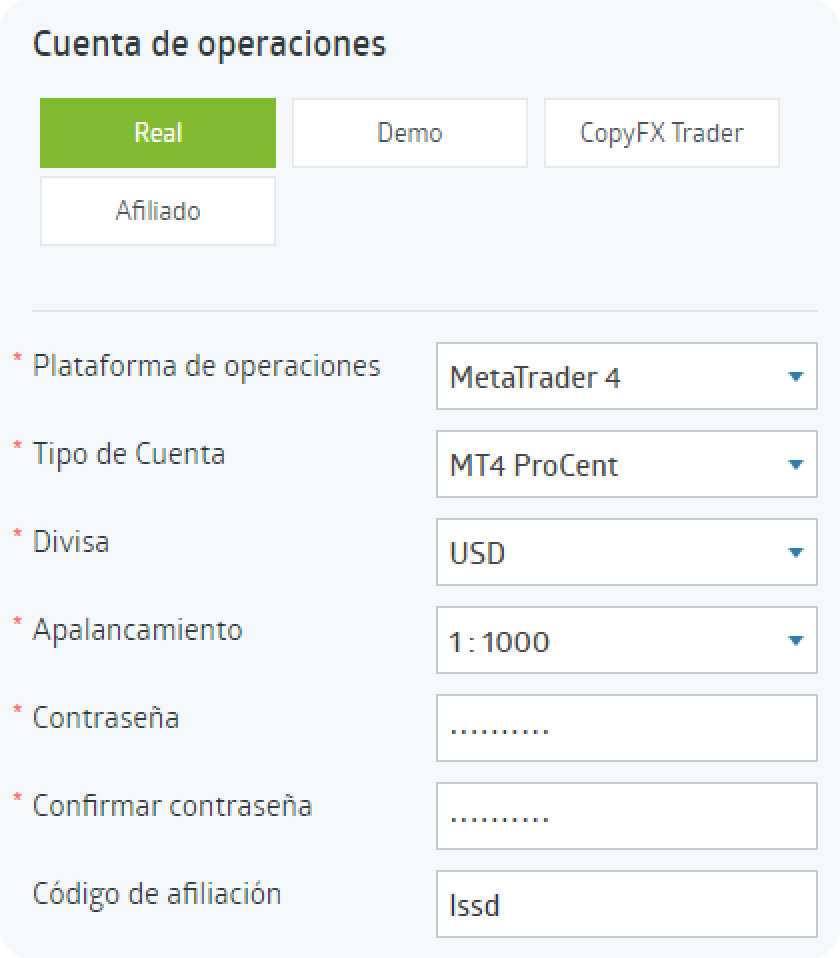 Cuenta de operaciones
Real Demo CopyFX Trader
Afiliado
* Plataforma de operaciones MetaTrader 4
* Tipo de Cuenta MT4 ProCent
* Divisa USD
* Apalancamiento 1 : 1000
* Contraseña ··········
* Confirmar contraseña ··········
Código de afiliación lssd